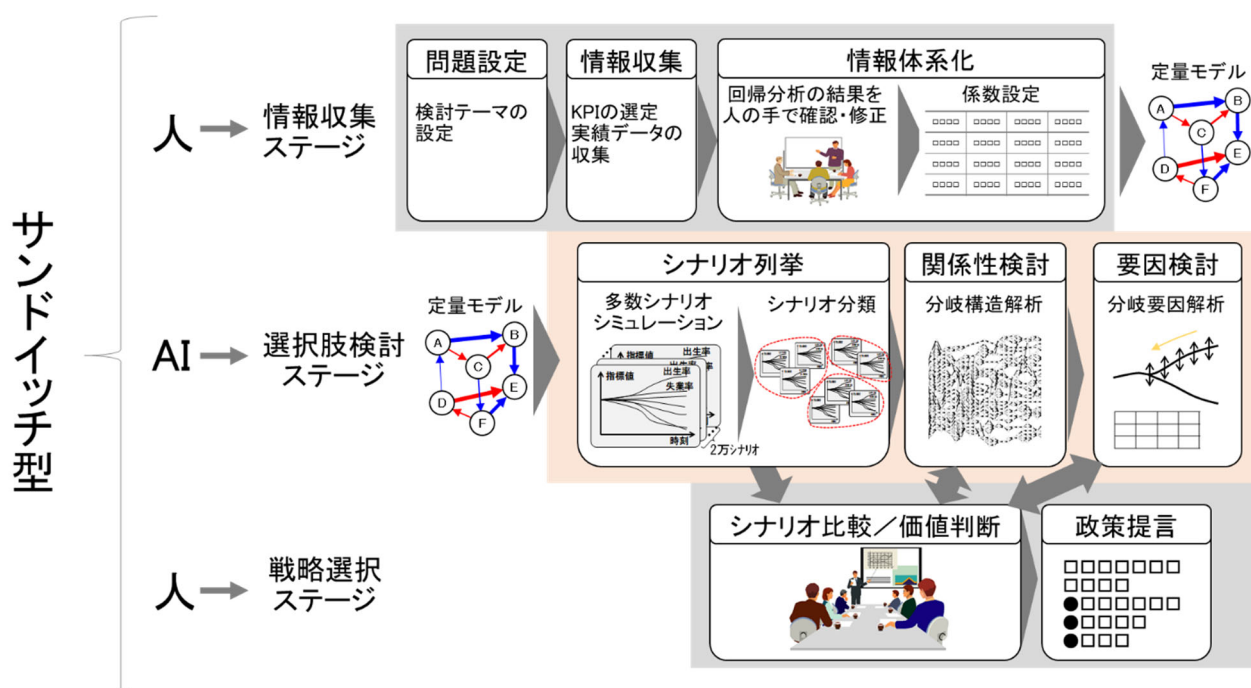 サンドイッチ型
人
情報収集
ステージ
問題設定
検討テーマの
設定
情報収集
KPIの選定
実績データの
収集
情報体系化
回帰分析の結果を
人の手で確認・修正
係数設定
□□□□ □□□□ □□□□ □□□□
□□□□ □□□□ □□□□ □□□□
□□□□ □□□□ □□□□ □□□□
□□□□ □□□□ □□□□ □□□□
定量モデル
A
B
C
D
E
F
AI
選択肢検討
ステージ
定量モデル
A
B
C
D
E
F
シナリオ列挙
多数シナリオ
シミュレーション
指標値
出生率
指標値
出生率
失業率
時刻
2万シナリオ
シナリオ分類
関係性検討
分岐構造解析
要因検討
分岐要因解析
人
戦略選択
ステージ
シナリオ比較／価値判断
政策提言
□□□□□□□
□□□□
●□□□□□□
●□□□□
●□□□